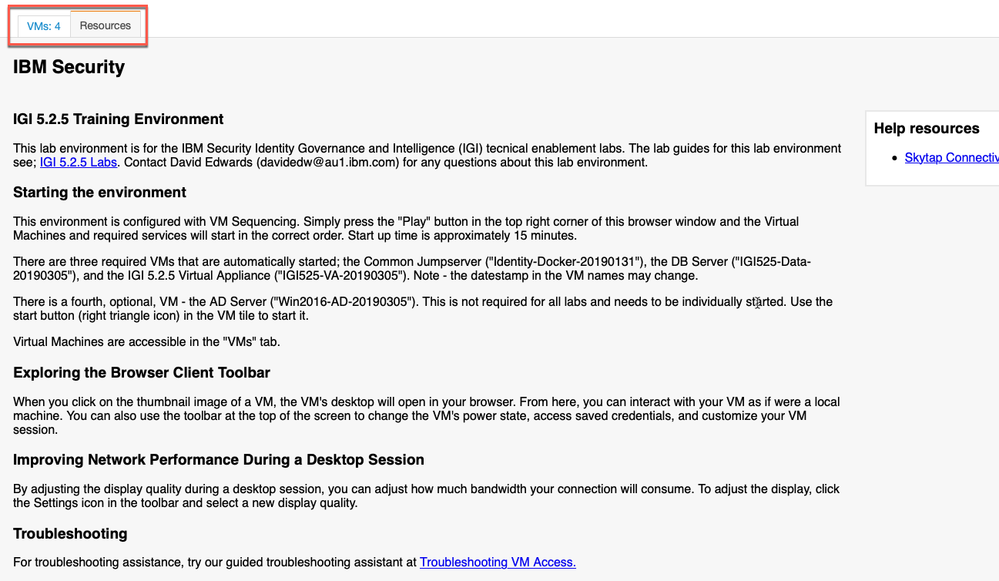 VMs: 4
Resources
IBM Security
IGI 5.2.5 Training Environment
This lab environment is for the IBM Security Identity Governance and Intelligence (IGI) tecnical enablement labs. The lab guides for this lab environment
see; IGI 5.2.5 Labs. Contact David Edwards (davidedw@au1.ibm.com) for any questions about this lab environment.
Starting the environment
This environment is configured with VM Sequencing. Simply press the "Play" button in the top right corner of this browser window and the Virtual
Machines and required services will start in the correct order. Start up time is approximately 15 minutes.
There are three required VMs that are automatically started; the Common Jumpserver ("Identity-Docker-20190131"), the DB Server ("IGI525-Data-
20190305"), and the IGI 5.2.5 Virtual Appliance ("IGI525-VA-20190305"). Note - the datestamp in the VM names may change.
There is a fourth, optional, VM - the AD Server ("Win2016-AD-20190305"). This is not required for all labs and needs to be individually started. Use the
start button (right triangle icon) in the VM tile to start it.
Virtual Machines are accessible in the "VMs" tab.
Exploring the Browser Client Toolbar
When you click on the thumbnail image of a VM, the VM's desktop will open in your browser. From here, you can interact with your VM as if were a local
machine. You can also use the toolbar at the top of the screen to change the VM's power state, access saved credentials, and customize your VM
session.
Improving Network Performance During a Desktop Session
By adjusting the display quality during a desktop session, you can adjust how much bandwidth your connection will consume. To adjust the display, click
the Settings icon in the toolbar and select a new display quality.
Troubleshooting
For troubleshooting assistance, try our guided troubleshooting assistant at Troubleshooting VM Access.
Help resources
Skytap Connectiv